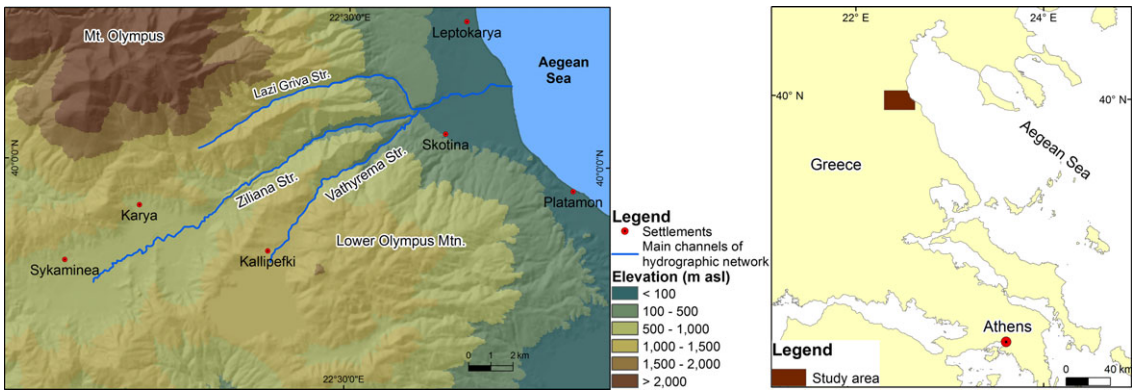 22°30'0"E
Mt. Olympus
Leptokarya
Aegean
Sea
Lazi Griva Str.
Skotina
40°0'0"N
40°0'0"N
Ziliana Str.
Vathyrema Str.
Karya
Platamon
Lower Olympus Mtn.
Kallipefki
Sykaminea
0 1 2 km
22°30'0"E
Legend
Settlements
Main channels of
hydrographic network
Elevation (m asl)
< 100
100 - 500
500 - 1,000
1,000 - 1,500
1,500 - 2,000
> 2,000
22° E
24° E
40° N
40° N
Aegean Sea
Greece
Athens
Legend
Study area
0 40 km